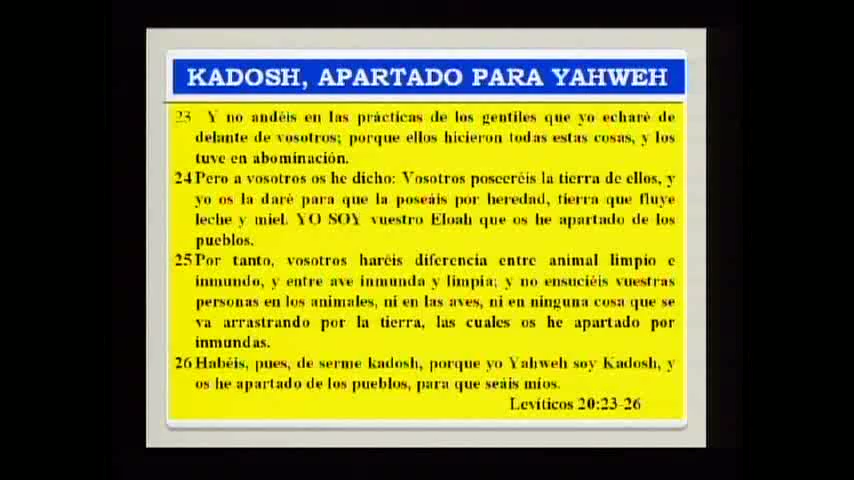 KADOSH, APARTADO PARA YAHWEH
23 Y no andéis en las prácticas de los gentiles que yo echaré de
delante de vosotros; porque ellos hicieron todas estas cosas, y los
tuve en abominación.
24 Pero a vosotros os he dicho: Vosotros poseeréis la tierra de ellos, y
yo os la daré para que la poseáis por heredad, tierra que fluye
leche y miel. YO SOY vuestro Eloah que os he apartado de los
pueblos.
25 Por tanto, vosotros haréis diferencia entre animal limpio e
inmundo, y entre ave inmunda y limpia; y no ensuciéis vuestras
personas en los animales, ni en las aves, ni en ninguna cosa que se
va arrastrando por la tierra, las cuales os he apartado por
inmundas.
26 Habéis, pues, de serme kadosh, porque yo Yahweh soy Kadosh, y
os he apartado de los pueblos, para que seáis míos.
Levíticos 20:23-26